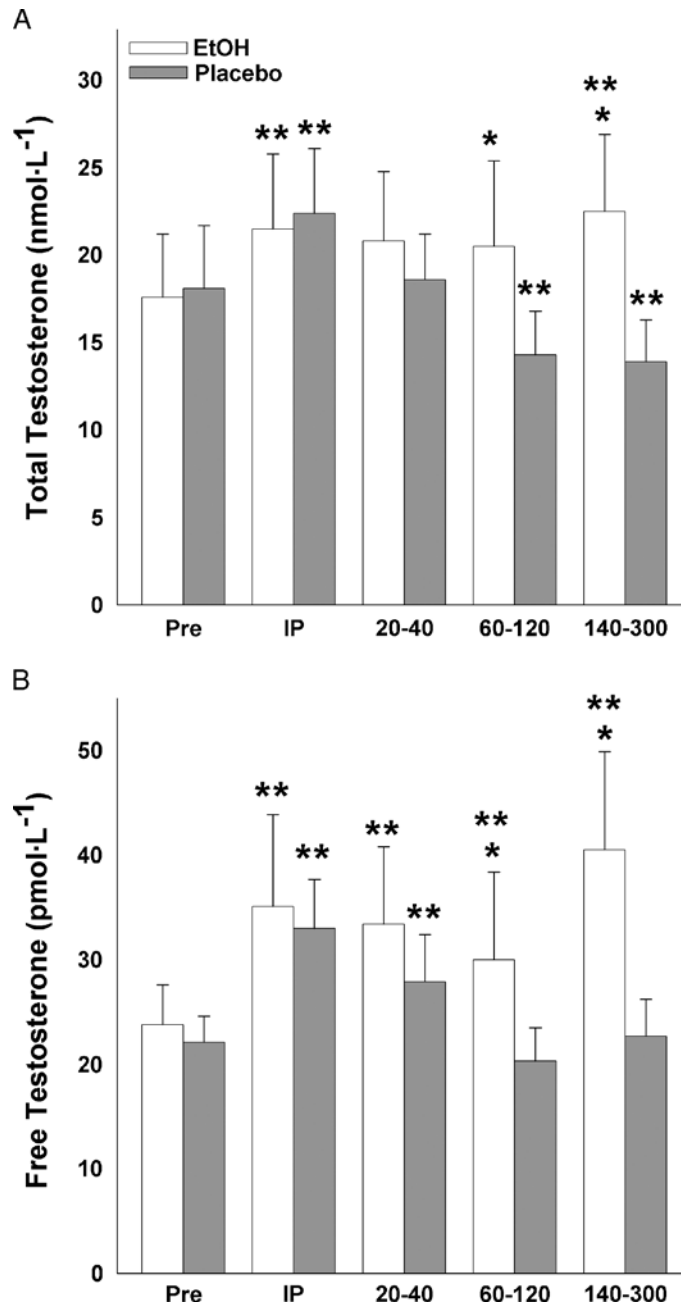 A
EtOH
Placebo
Total Testosterone (nmol·L⁻¹)
30
25
20
15
10
5
0
** ** * ** ** * **
Pre IP 20-40 60-120 140-300
B
Free Testosterone (pmol·L⁻¹)
50
40
30
20
10
0
** ** ** ** ** * ** *
Pre IP 20-40 60-120 140-300